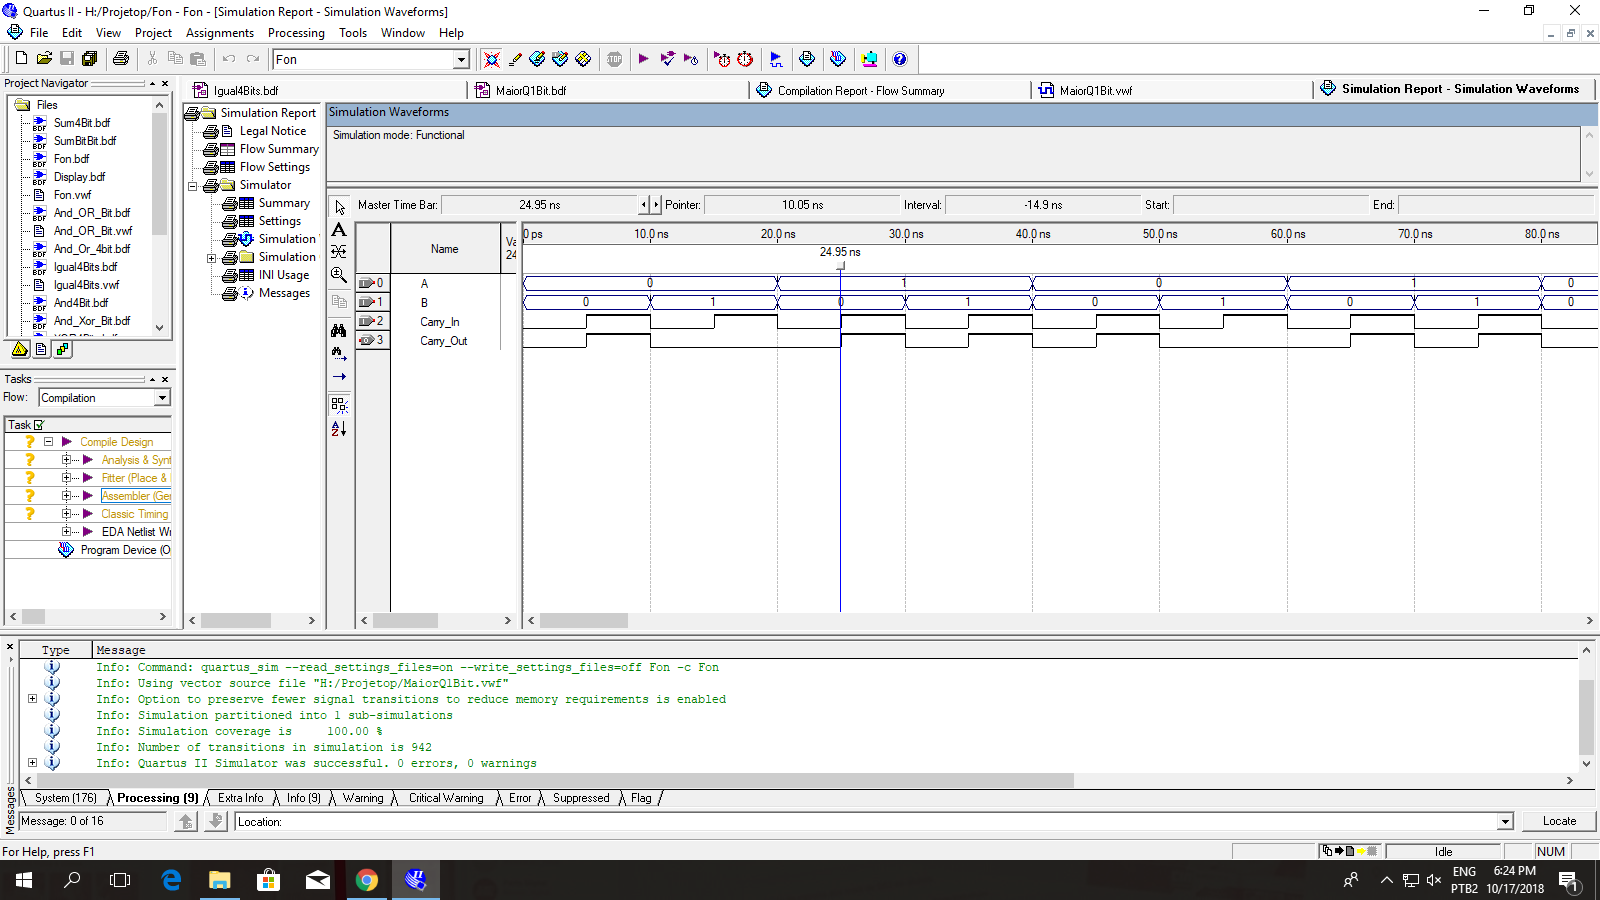 Quartus II - H:/Projetop/Fon - Fon - [Simulation Report - Simulation Waveforms]
File Edit View Project Assignments Processing Tools Window Help
Fon
Project Navigator
Files
Sum4Bit.bdf
SumBitBit.bdf
Fon.bdf
Display.bdf
Fon.vwf
And_OR_Bit.bdf
And_OR_Bit.vwf
And_Or_4bit.bdf
Igual4Bits.bdf
Igual4Bits.vwf
And4Bit.bdf
And_Xor_Bit.bdf
Tasks
Flow: Compilation
Task
Compile Design
Analysis & Synt
Fitter (Place &
Assembler (Ger
Classic Timing
EDA Netlist Wr
Program Device (O
Igual4Bits.bdf MaiorQ1Bit.bdf Compilation Report - Flow Summary MaiorQ1Bit.vwf Simulation Report - Simulation Waveforms
Simulation Report
Legal Notice
Flow Summary
Flow Settings
Simulator
Summary
Settings
Simulation
Simulation
INI Usage
Messages
Simulation Waveforms
Simulation mode: Functional
Master Time Bar: 24.95 ns Pointer: 10.05 ns Interval: -14.9 ns Start: End:
Name
Va
24
0 ps 10.0 ns 20.0 ns 30.0 ns 40.0 ns 50.0 ns 60.0 ns 70.0 ns 80.0 ns
24.95 ns
0 A 0 1 0 1 0
1 B 0 1 0 1 0 1 0 1 0
2 Carry_In
3 Carry_Out
Type Message
Info: Command: quartus_sim --read_settings_files=on --write_settings_files=off Fon -c Fon
Info: Using vector source file "H:/Projetop/MaiorQ1Bit.vwf"
Info: Option to preserve fewer signal transitions to reduce memory requirements is enabled
Info: Simulation partitioned into 1 sub-simulations
Info: Simulation coverage is 100.00 %
Info: Number of transitions in simulation is 942
Info: Quartus II Simulator was successful. 0 errors, 0 warnings
System (176) Processing (9) Extra Info Info (9) Warning Critical Warning Error Suppressed Flag
Messages
Message: 0 of 16 Location: Locate
For Help, press F1 Idle NUM
ENG 6:24 PM
PTB2 10/17/2018
1